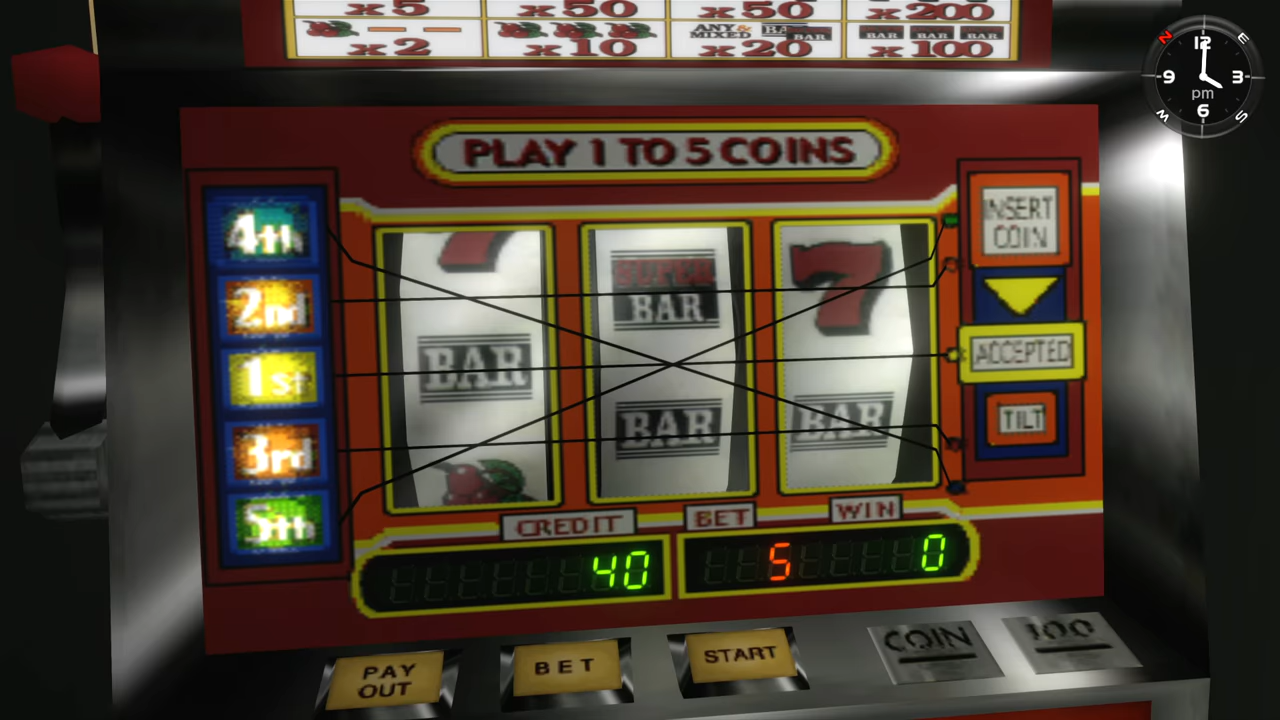 x5 x50 x50 x200
x2 x10 ANY & MIXED BAR BAR x20 BAR BAR BAR x100
N 12 E
9 3
pm
W 6 S
PLAY 1 TO 5 COINS
4th
2nd
1st
3rd
5th
7 SUPER BAR 7
BAR
BAR BAR
INSERT
COIN
ACCEPTED
TILT
CREDIT BET WIN
40 5 0
PAY
OUT
BET
START
COIN
100